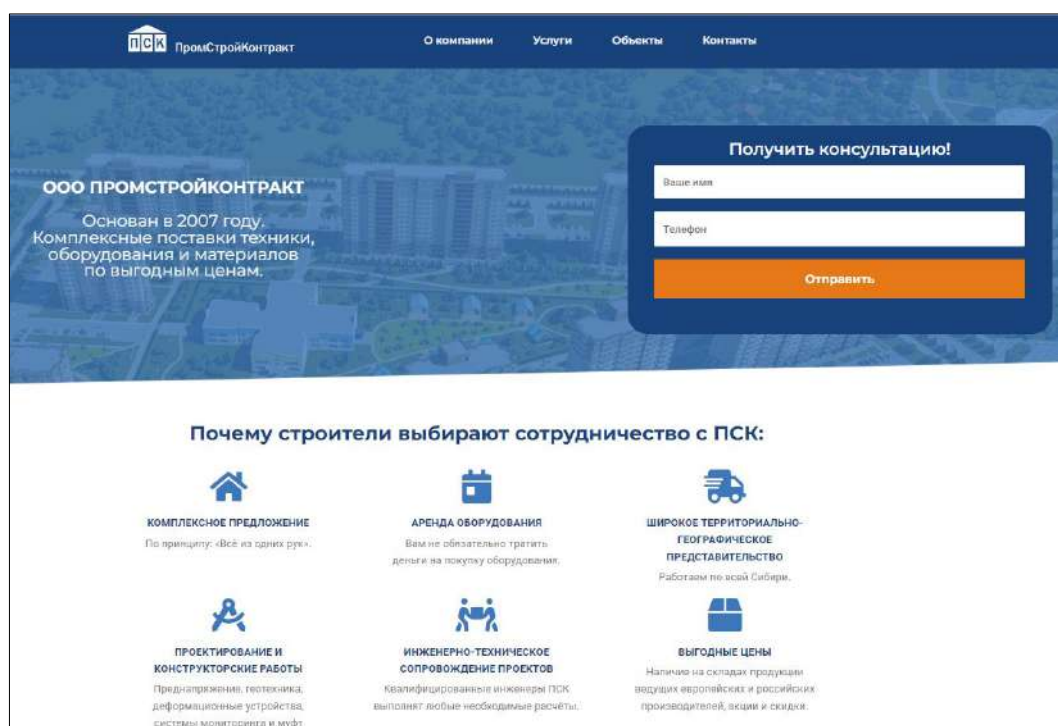 ПСК ПромСтройКонтракт
О компании Услуги Объекты Контакты
ООО ПРОМСТРОЙКОНТРАКТ
Основан в 2007 году.
Комплексные поставки техники,
оборудования и материалов
по выгодным ценам.
Получить консультацию!
Ваше имя
Телефон
Отправить
Почему строители выбирают сотрудничество с ПСК:
КОМПЛЕКСНОЕ ПРЕДЛОЖЕНИЕ
По принципу: «Всё из одних рук».
АРЕНДА ОБОРУДОВАНИЯ
Вам не обязательно тратить
деньги на покупку оборудования.
ШИРОКОЕ ТЕРРИТОРИАЛЬНО-
ГЕОГРАФИЧЕСКОЕ
ПРЕДСТАВИТЕЛЬСТВО
Работаем по всей Сибири.
ПРОЕКТИРОВАНИЕ И
КОНСТРУКТОРСКИЕ РАБОТЫ
Преднапряжение, геотехника,
деформационные устройства,
системы мониторинга и муфт
ИНЖЕНЕРНО-ТЕХНИЧЕСКОЕ
СОПРОВОЖДЕНИЕ ПРОЕКТОВ
Квалифицированные инженеры ПСК
выполнят любые необходимые расчёты.
ВЫГОДНЫЕ ЦЕНЫ
Наличие на складах продукции
ведущих европейских и российских
производителей, акции и скидки.